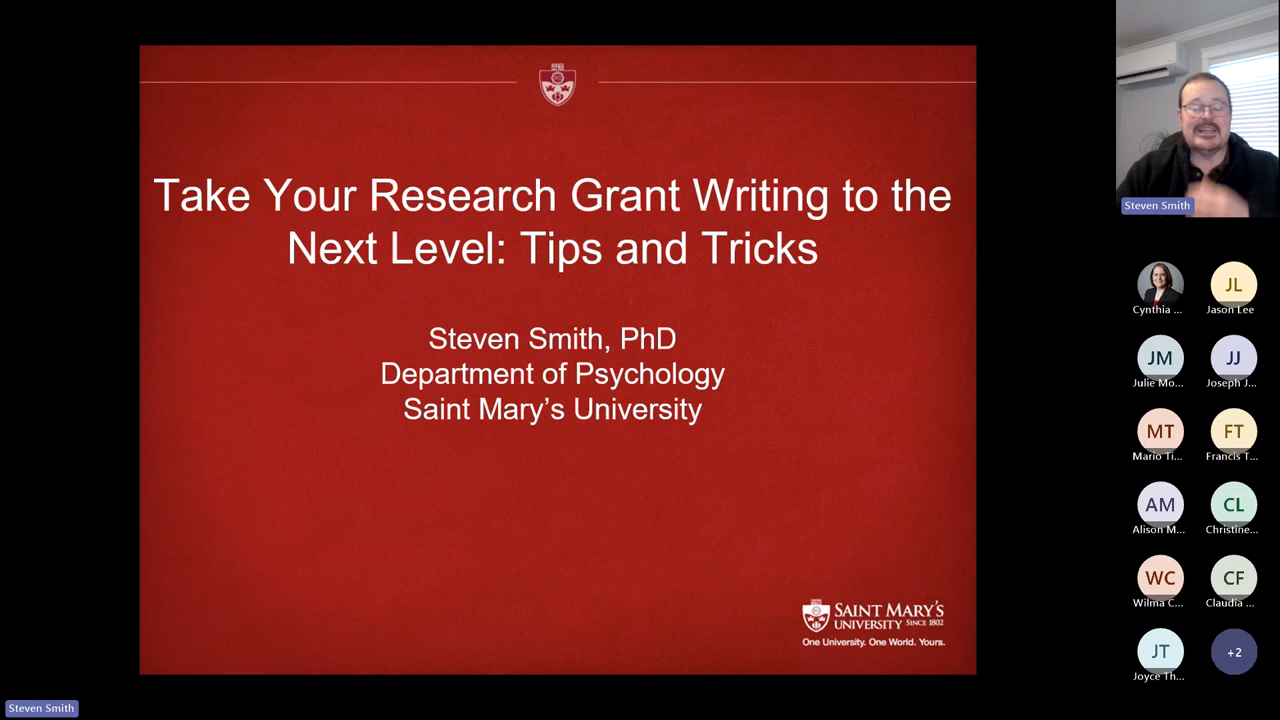 Take Your Research Grant Writing to the
Next Level: Tips and Tricks
Steven Smith, PhD
Department of Psychology
Saint Mary's University
SAINT MARY'S
UNIVERSITY SINCE 1802
One University. One World. Yours.
Steven Smith
Steven Smith
Cynthia ...
JL
Jason Lee
JM
Julie Mo...
JJ
Joseph J...
MT
Mario Ti...
FT
Francis T...
AM
Alison M...
CL
Christine...
WC
Wilma C...
CF
Claudia ...
JT
Joyce Th...
+2